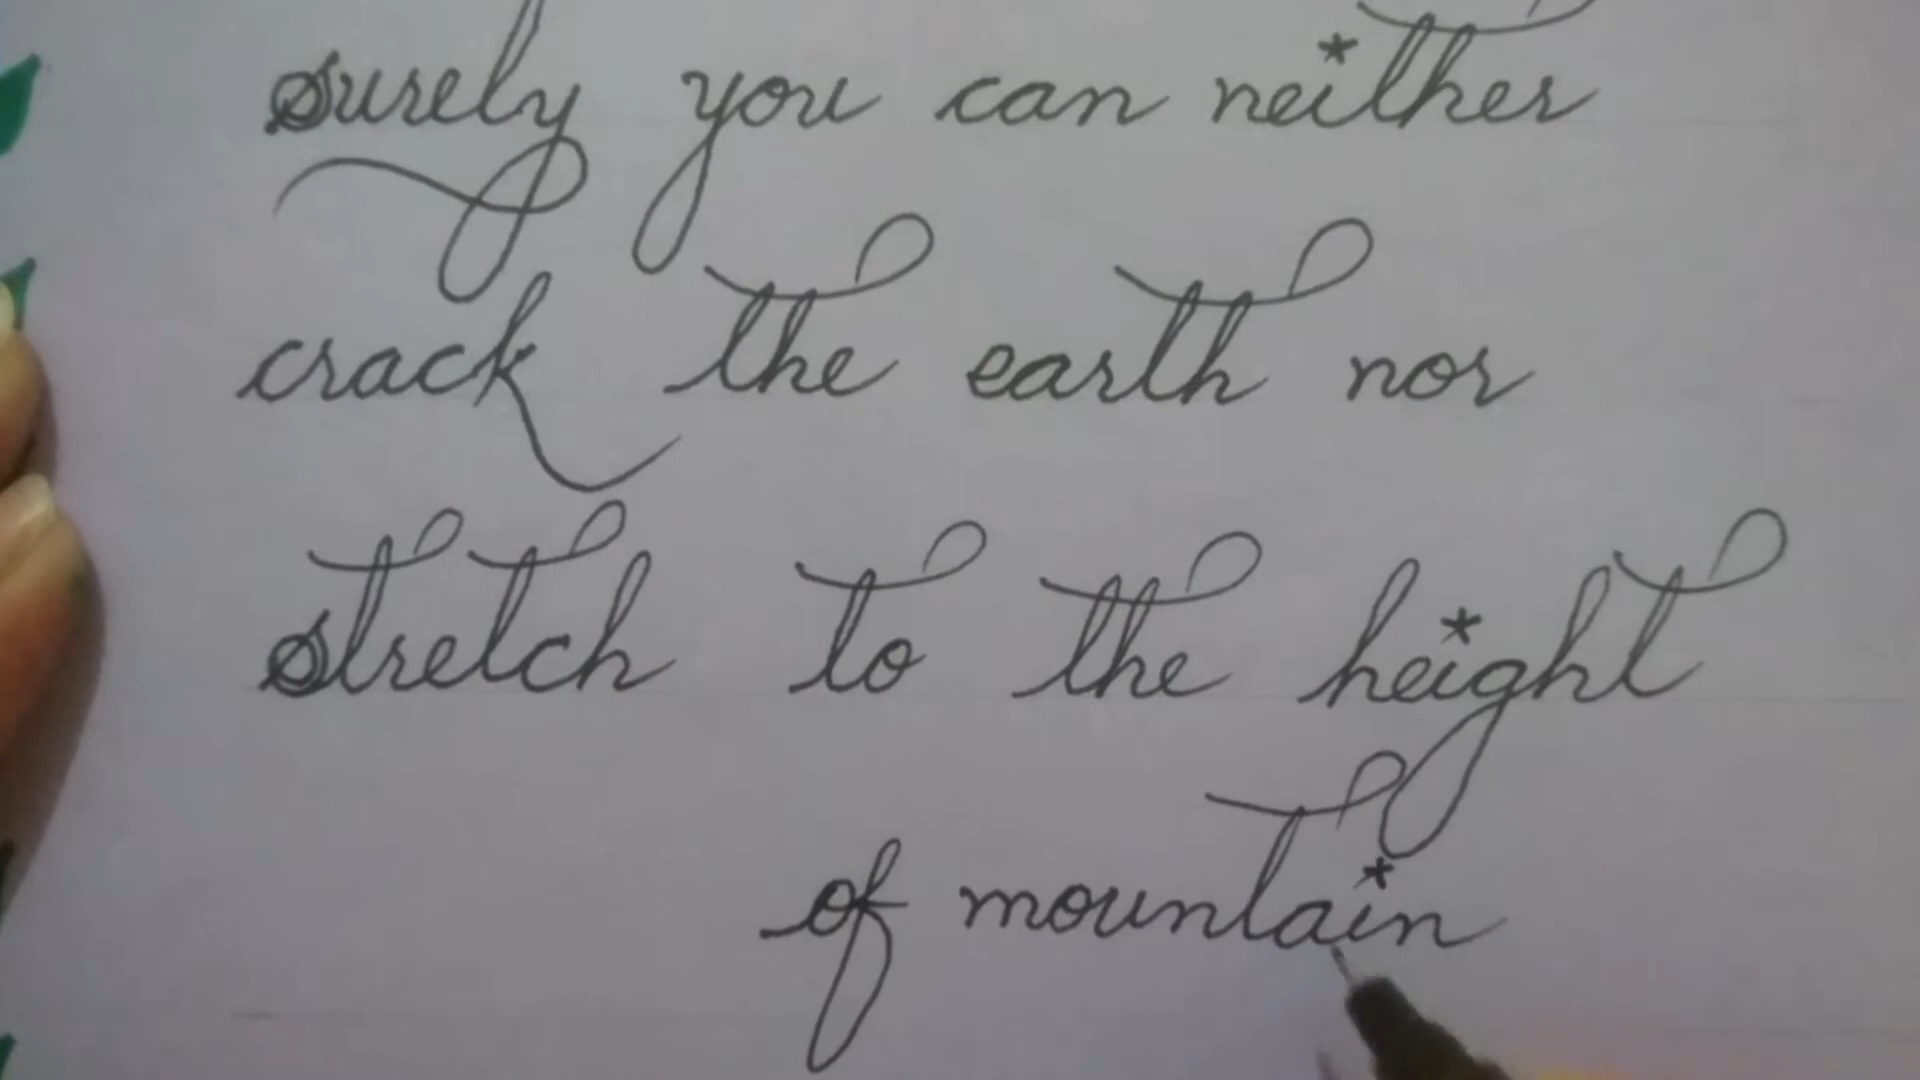 surely you can neither
crack the earth nor
stretch to the height
of mountain